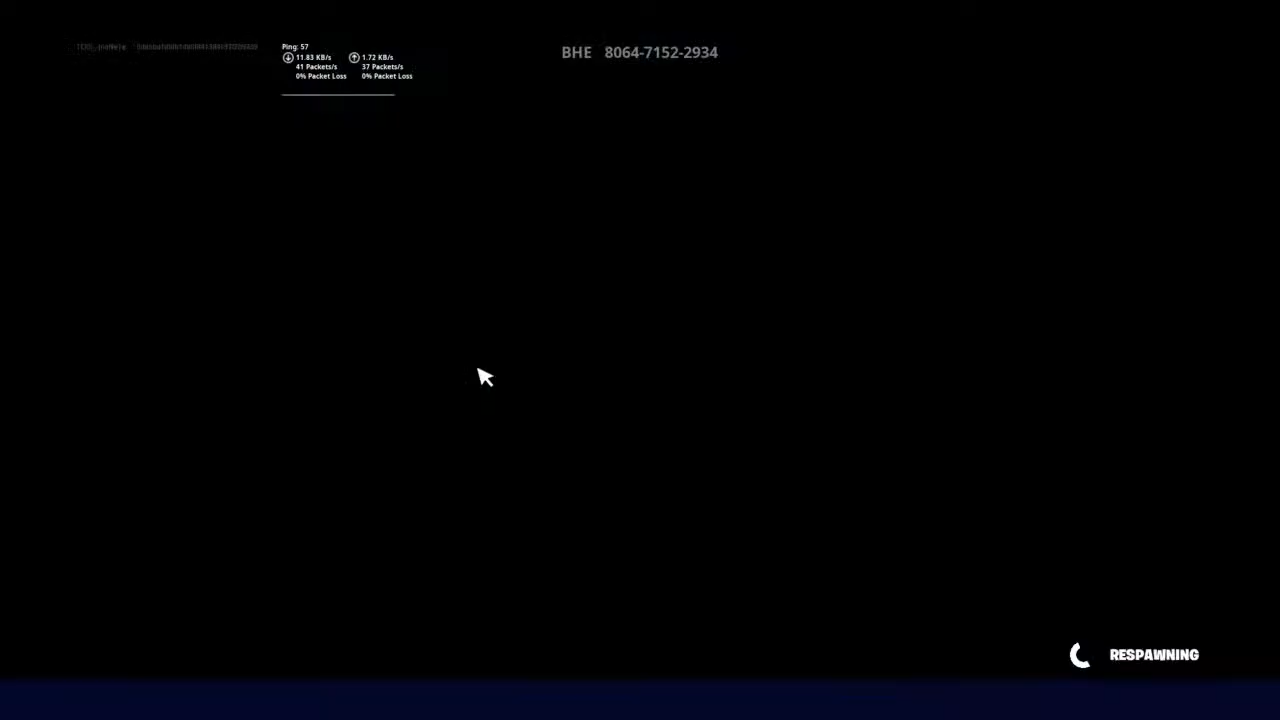 Ping: 57
11.83 KB/s 1.72 KB/s
41 Packets/s 37 Packets/s
0% Packet Loss 0% Packet Loss
BHE 8064-7152-2934
RESPAWNING